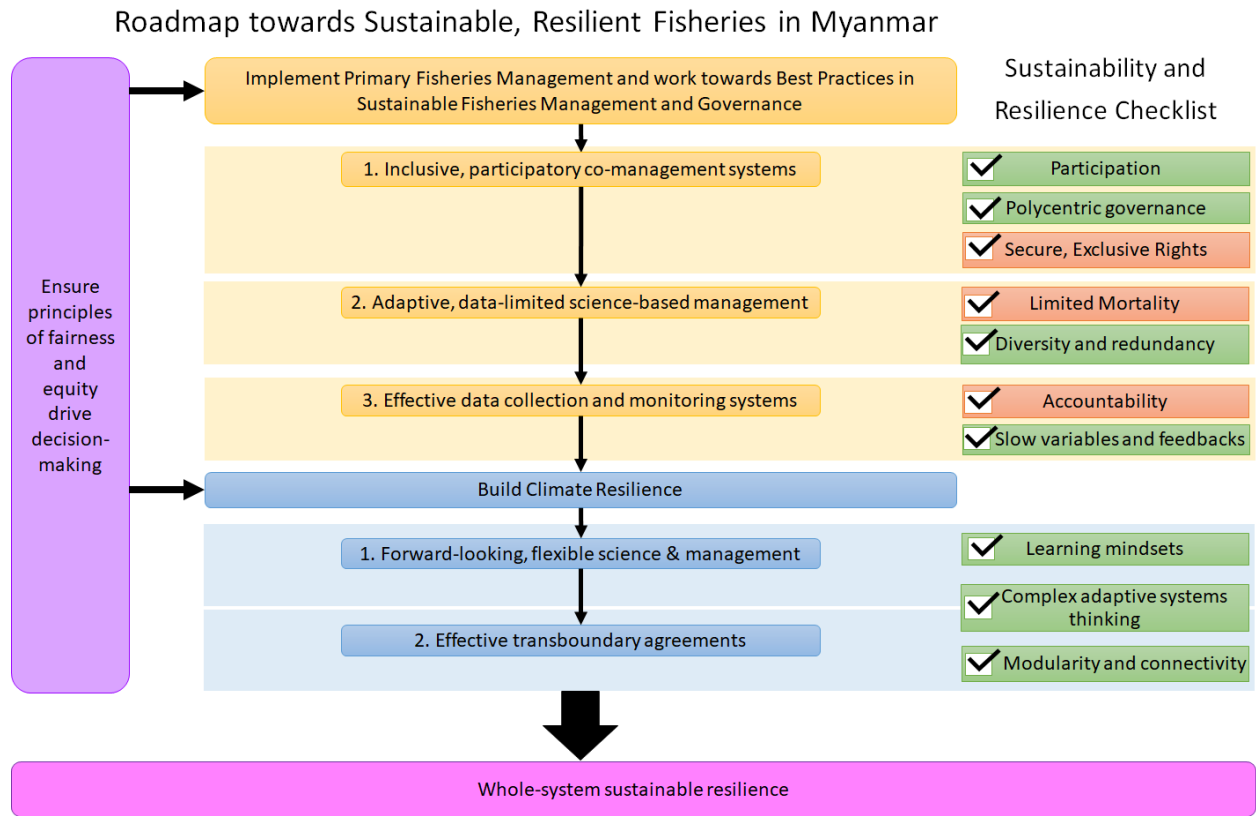 Roadmap towards Sustainable, Resilient Fisheries in Myanmar
Ensure
principles
of fairness
and
equity
drive
decision-
making
Implement Primary Fisheries Management and work towards Best Practices in
Sustainable Fisheries Management and Governance
Sustainability and
Resilience Checklist
1. Inclusive, participatory co-management systems
Participation
Polycentric governance
Secure, Exclusive Rights
2. Adaptive, data-limited science-based management
Limited Mortality
Diversity and redundancy
3. Effective data collection and monitoring systems
Accountability
Slow variables and feedbacks
Build Climate Resilience
1. Forward-looking, flexible science & management
Learning mindsets
Complex adaptive systems
thinking
2. Effective transboundary agreements
Modularity and connectivity
Whole-system sustainable resilience